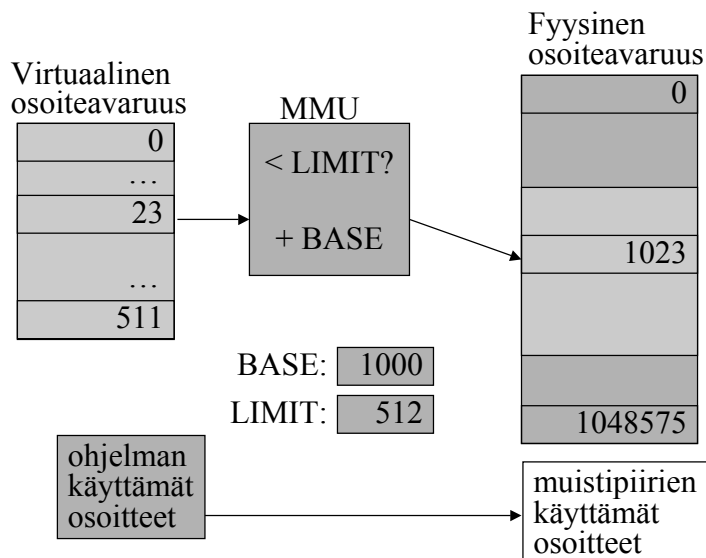 Virtuaalinen
osoiteavaruus
0
...
23
...
511
MMU
< LIMIT?
+ BASE
Fyysinen
osoiteavaruus
0
1023
1048575
BASE: 1000
LIMIT: 512
ohjelman
käyttämät
osoitteet
muistipiirien
käyttämät
osoitteet